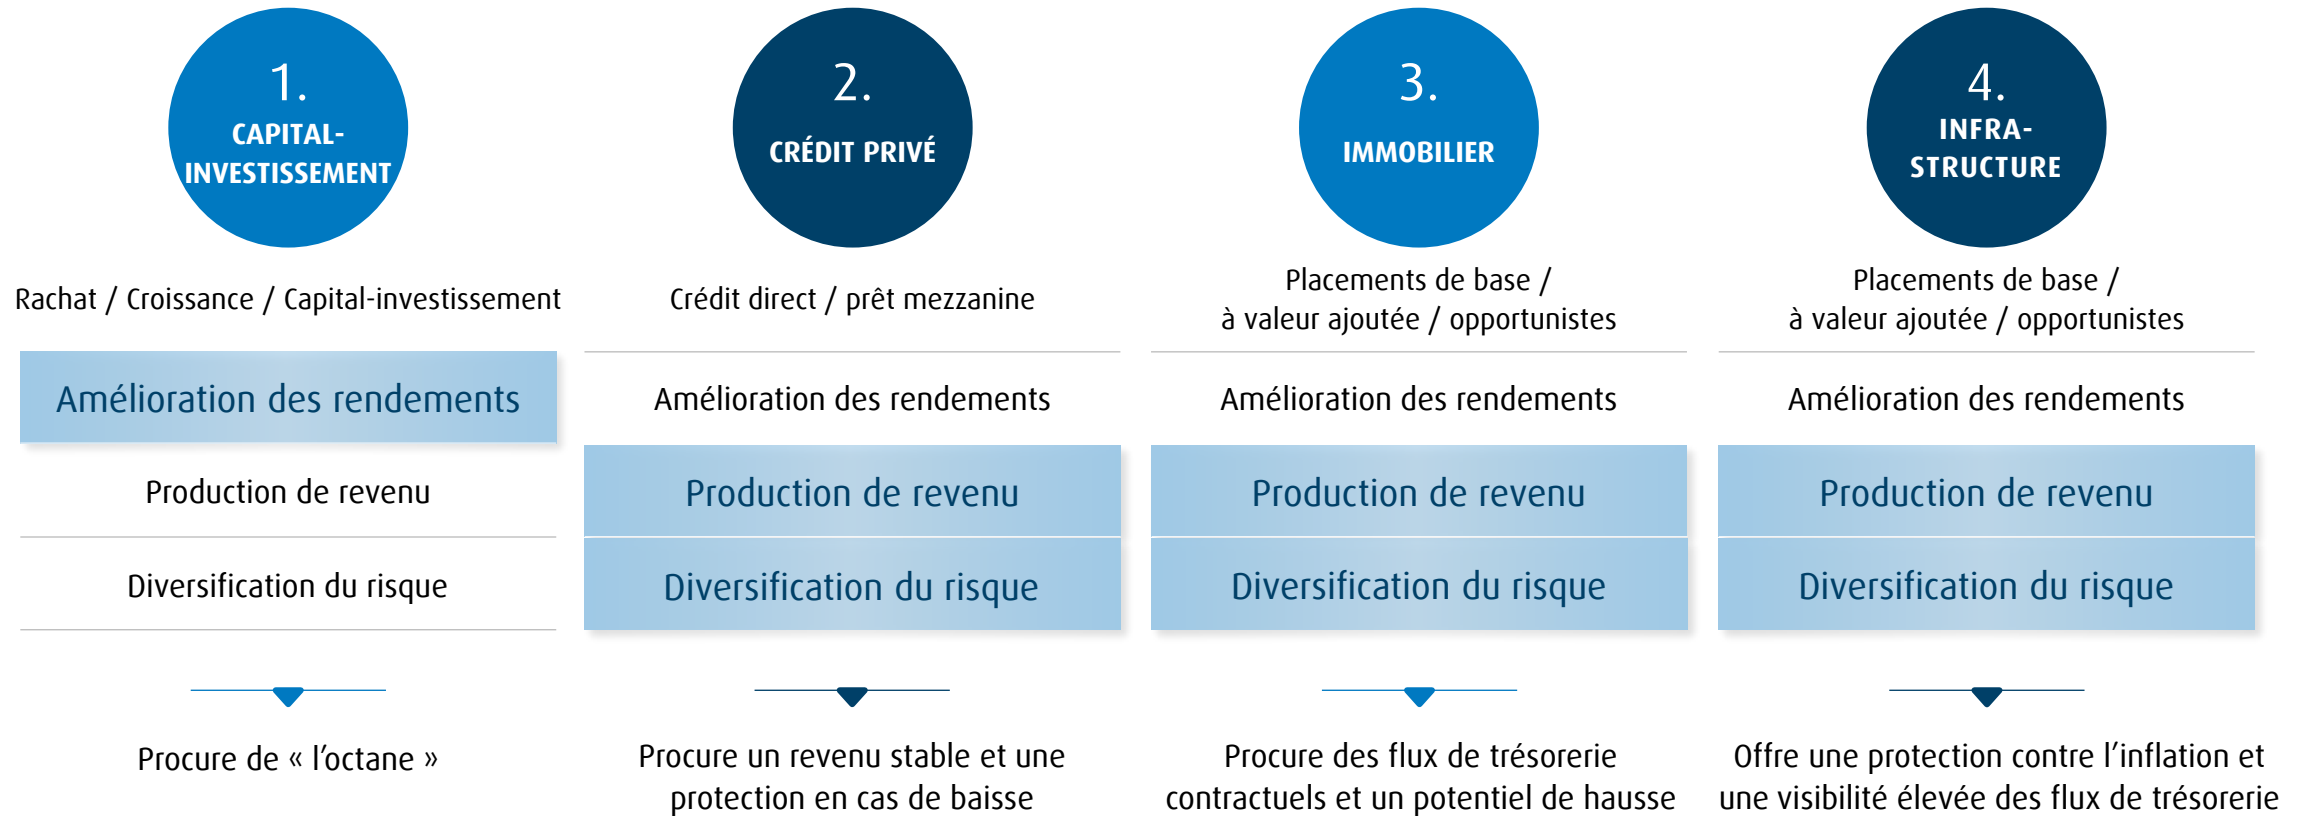 1.
CAPITAL-
INVESTISSEMENT
Rachat / Croissance / Capital-investissement
Amélioration des rendements
Production de revenu
Diversification du risque
Procure de « l’octane »
2.
CRÉDIT PRIVÉ
Crédit direct / prêt mezzanine
Amélioration des rendements
Production de revenu
Diversification du risque
Procure un revenu stable et une
protection en cas de baisse
3.
IMMOBILIER
Placements de base /
à valeur ajoutée / opportunistes
Amélioration des rendements
Production de revenu
Diversification du risque
Procure des flux de trésorerie
contractuels et un potentiel de hausse
4.
INFRA-
STRUCTURE
Placements de base /
à valeur ajoutée / opportunistes
Amélioration des rendements
Production de revenu
Diversification du risque
Offre une protection contre l’inflation et
une visibilité élevée des flux de trésorerie